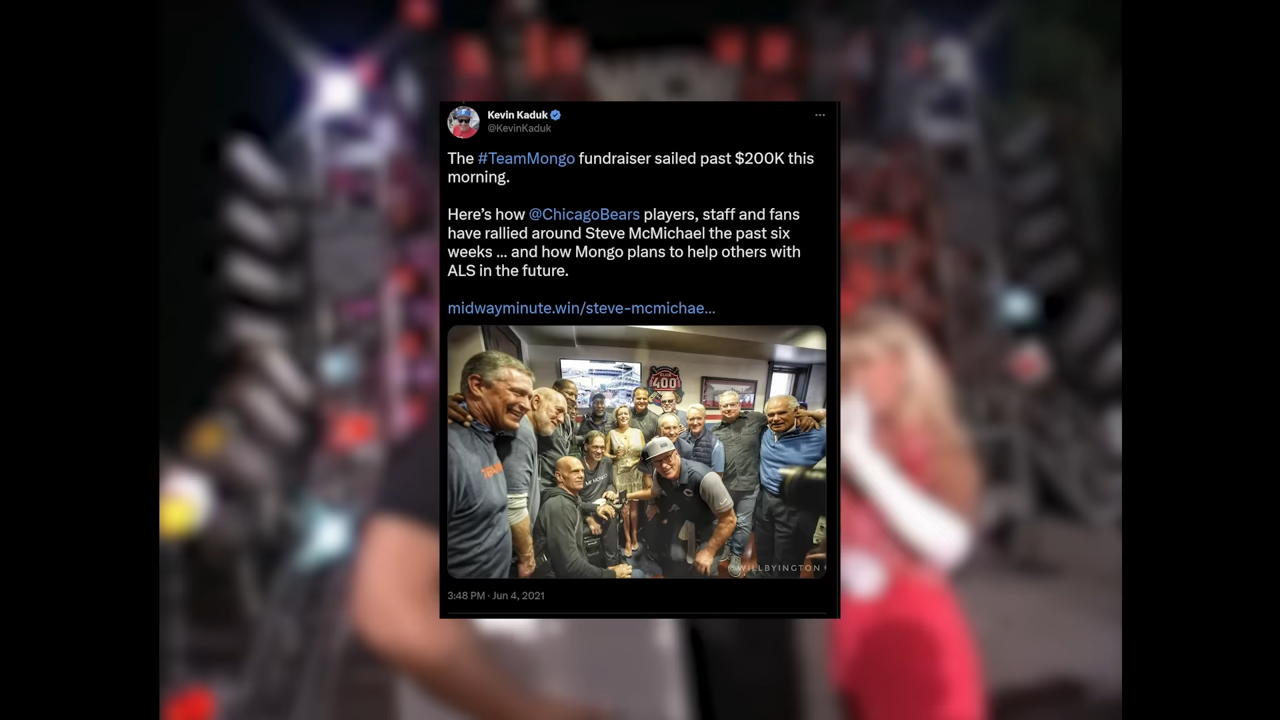 Kevin Kaduk
@KevinKaduk
The #TeamMongo fundraiser sailed past $200K this
morning.
Here's how @ChicagoBears players, staff and fans
have rallied around Steve McMichael the past six
weeks ... and how Mongo plans to help others with
ALS in the future.
midwayminute.win/steve-mcmichae...
400
@WILLBYINGTON
3:48 PM · Jun 4, 2021